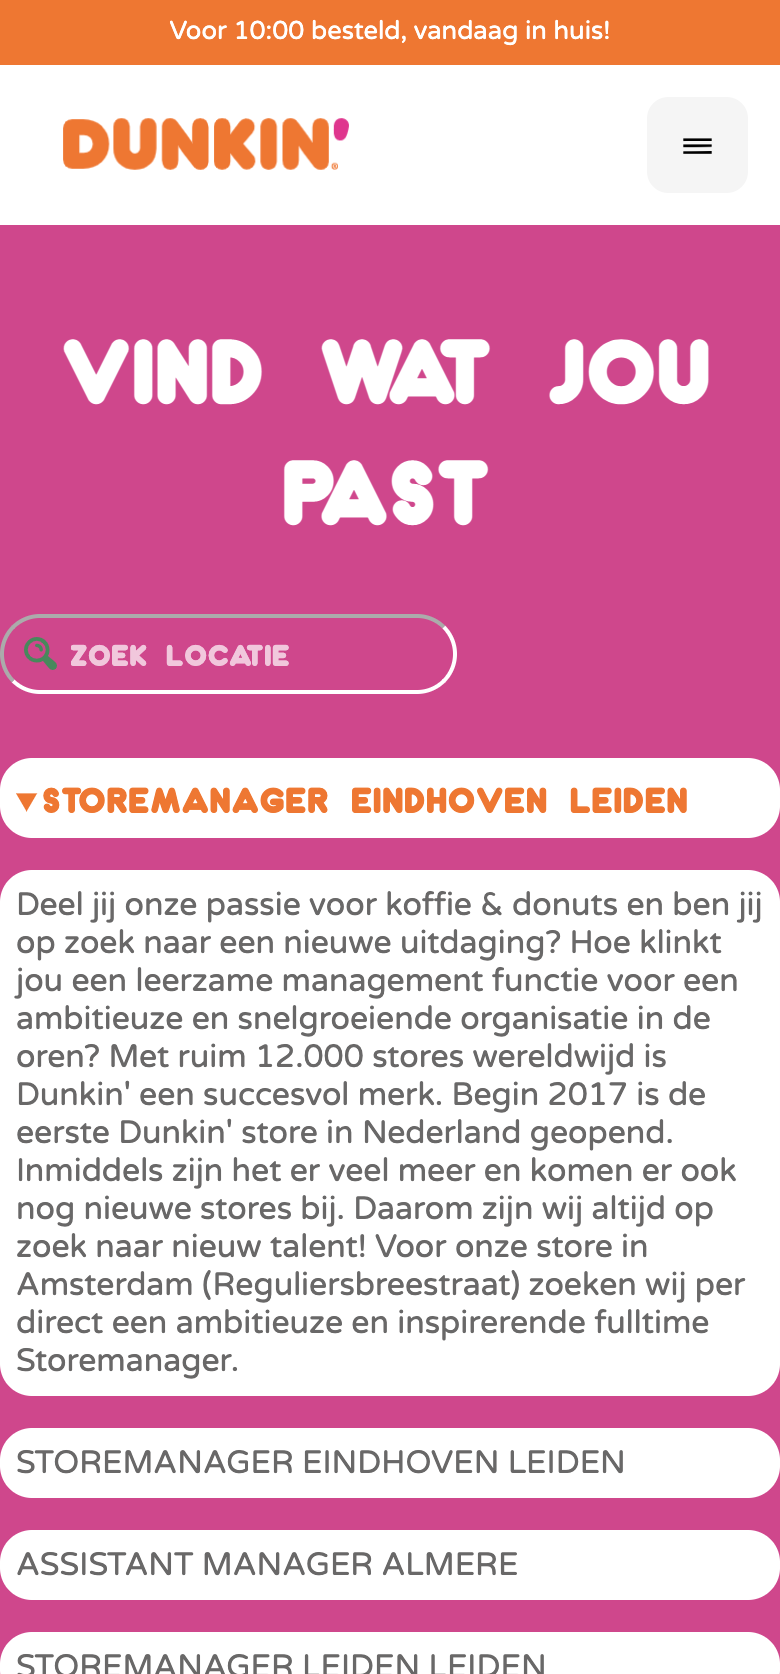 Voor 10:00 besteld, vandaag in huis!
DUNKIN'
VIND WAT JOU
PAST
ZOEK LOCATIE
▼STOREMANAGER EINDHOVEN LEIDEN
Deel jij onze passie voor koffie & donuts en ben jij
op zoek naar een nieuwe uitdaging? Hoe klinkt
jou een leerzame management functie voor een
ambitieuze en snelgroeiende organisatie in de
oren? Met ruim 12.000 stores wereldwijd is
Dunkin' een succesvol merk. Begin 2017 is de
eerste Dunkin' store in Nederland geopend.
Inmiddels zijn het er veel meer en komen er ook
nog nieuwe stores bij. Daarom zijn wij altijd op
zoek naar nieuw talent! Voor onze store in
Amsterdam (Reguliersbreestraat) zoeken wij per
direct een ambitieuze en inspirerende fulltime
Storemanager.
STOREMANAGER EINDHOVEN LEIDEN
ASSISTANT MANAGER ALMERE
STOREMANAGER LEIDEN LEIDEN